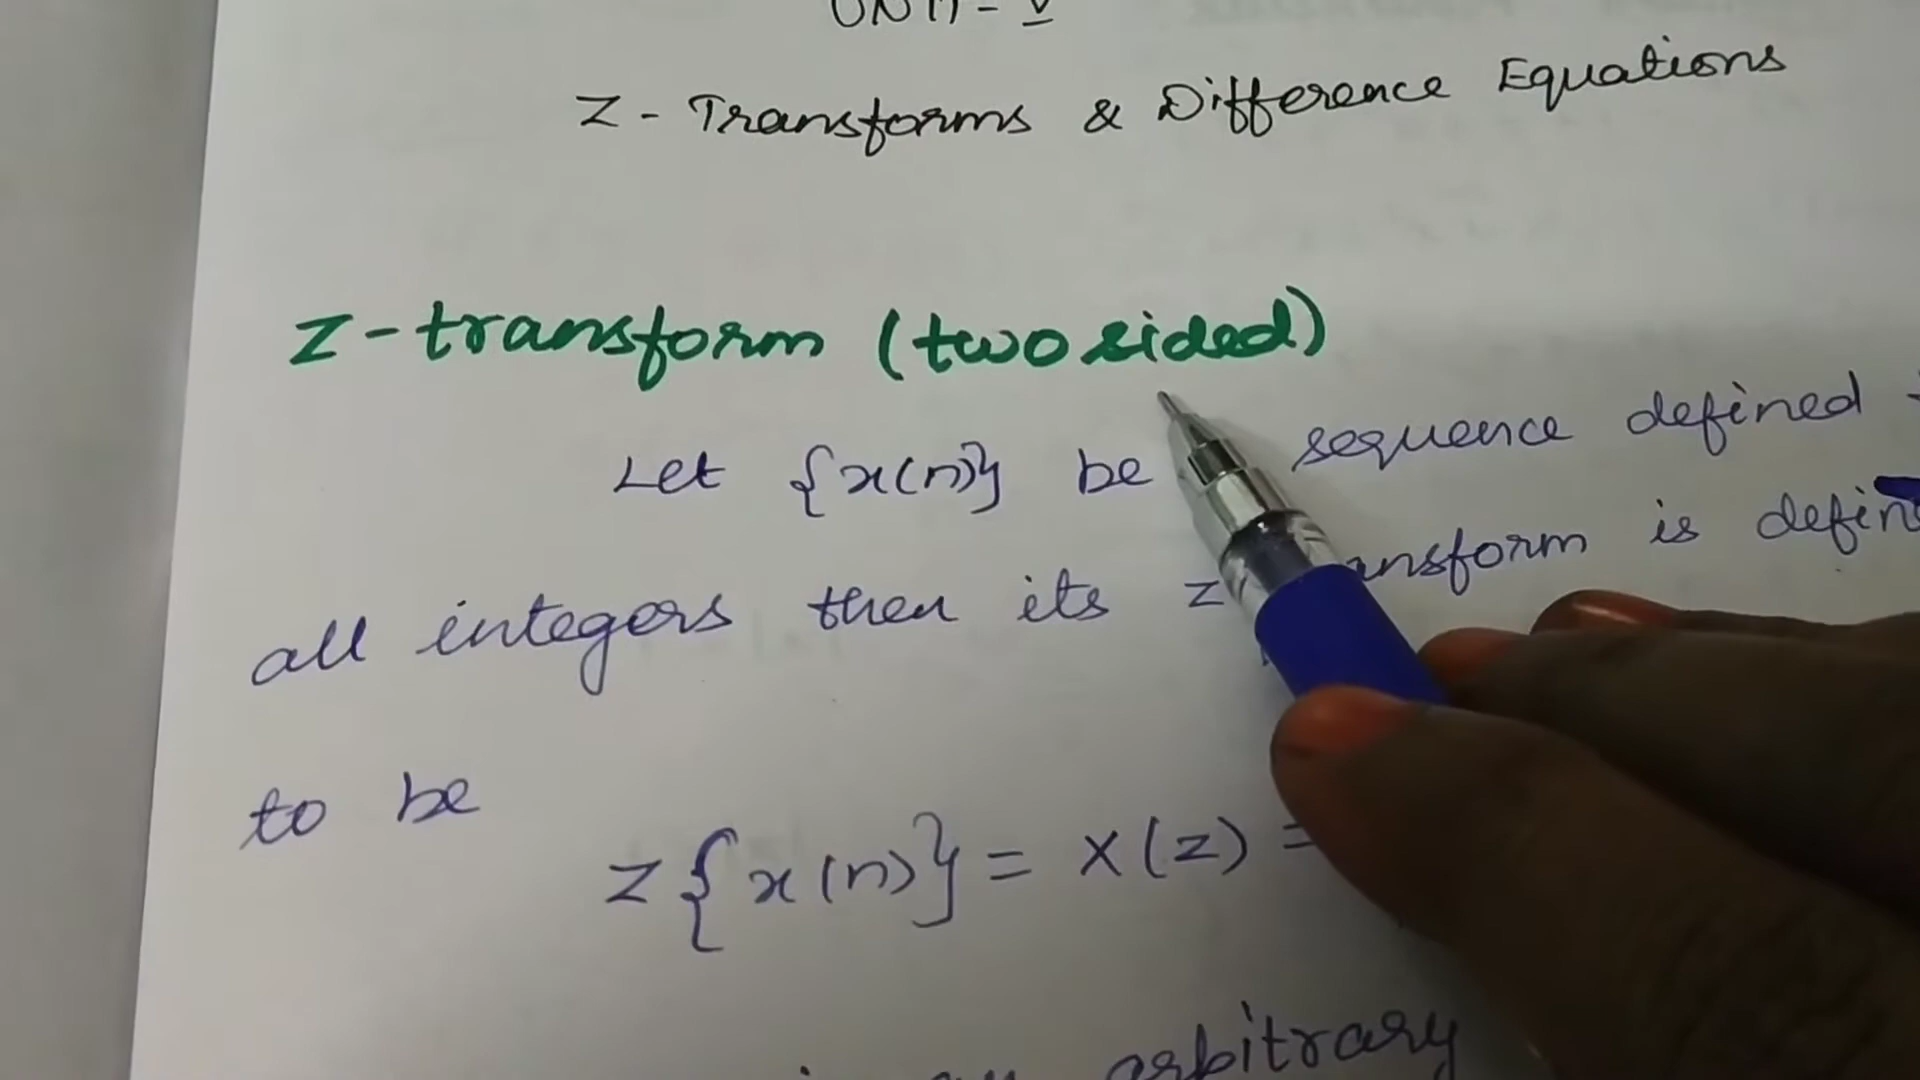 UNIT - V
Z - Transforms & Difference Equations
Z-transform (two sided)
Let {x(n)} be sequence defined
all integers then its z ansform is defin
to be
Z{x(n)} = X(z) =
arbitrary